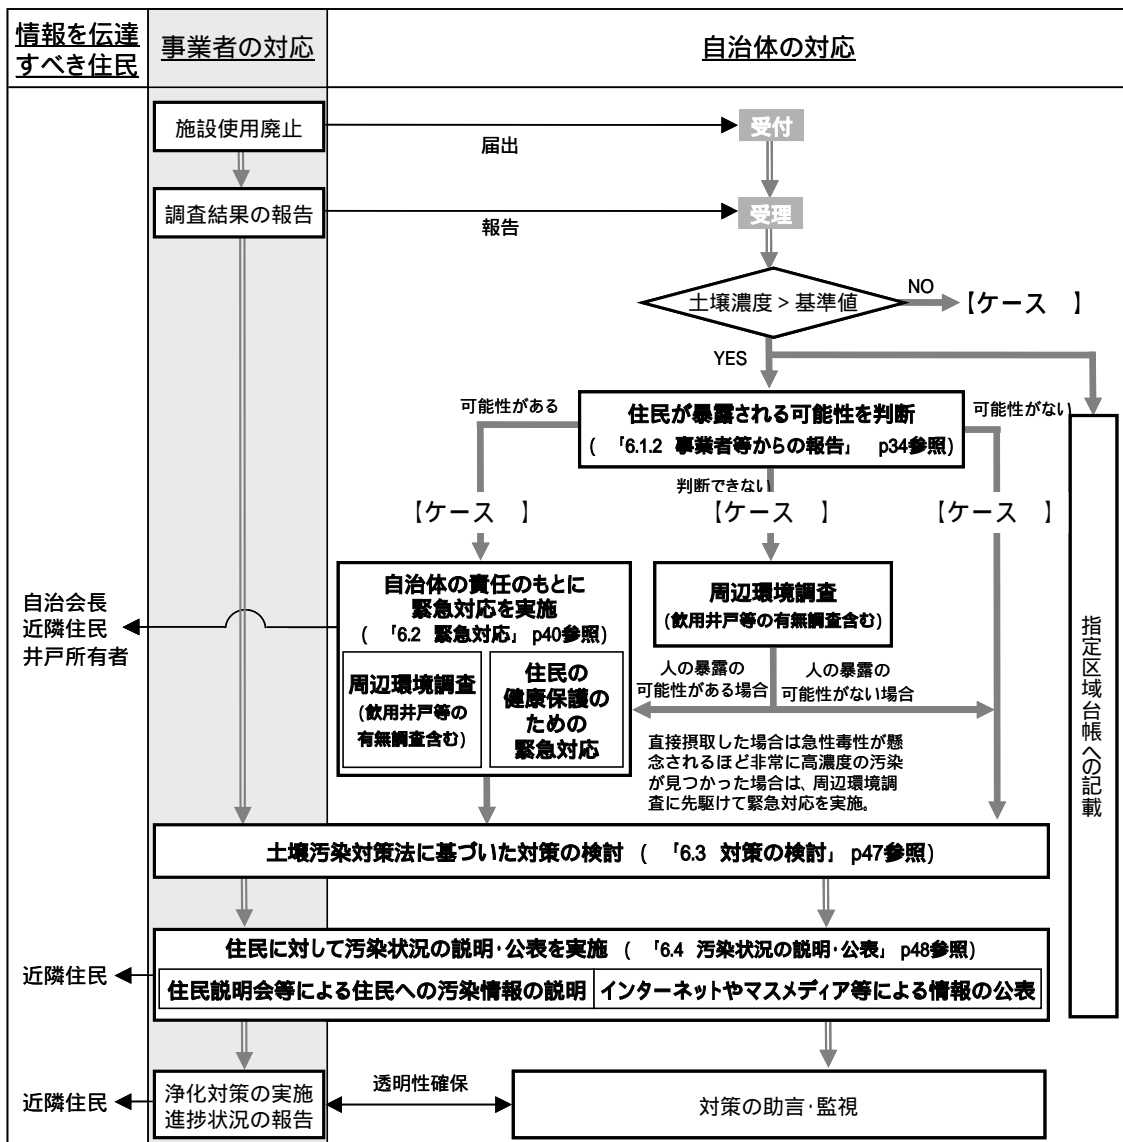 情報を伝達
すべき住民
事業者の対応
自治体の対応
施設使用廃止
届出
受付
調査結果の報告
報告
受理
土壌濃度 > 基準値
NO
【ケース　】
YES
可能性がある
住民が暴露される可能性を判断
(　「6.1.2 事業者等からの報告」　p34参照)
可能性がない
判断できない
【ケース　】
【ケース　】
【ケース　】
自治体の責任のもとに
緊急対応を実施
(　「6.2 緊急対応」 p40参照)
周辺環境調査
(飲用井戸等の
有無調査含む)
住民の
健康保護の
ための
緊急対応
周辺環境調査
(飲用井戸等の有無調査含む)
人の暴露の
可能性がある場合
人の暴露の
可能性がない場合
直接摂取した場合は急性毒性が懸
念されるほど非常に高濃度の汚染
が見つかった場合は、周辺環境調
査に先駆けて緊急対応を実施。
自治会長
近隣住民
井戸所有者
指定区域台帳への記載
土壌汚染対策法に基づいた対策の検討 (　「6.3 対策の検討」 p47参照)
近隣住民
住民に対して汚染状況の説明・公表を実施 (　「6.4 汚染状況の説明・公表」 p48参照)
住民説明会等による住民への汚染情報の説明
インターネットやマスメディア等による情報の公表
近隣住民
浄化対策の実施
進捗状況の報告
透明性確保
対策の助言・監視